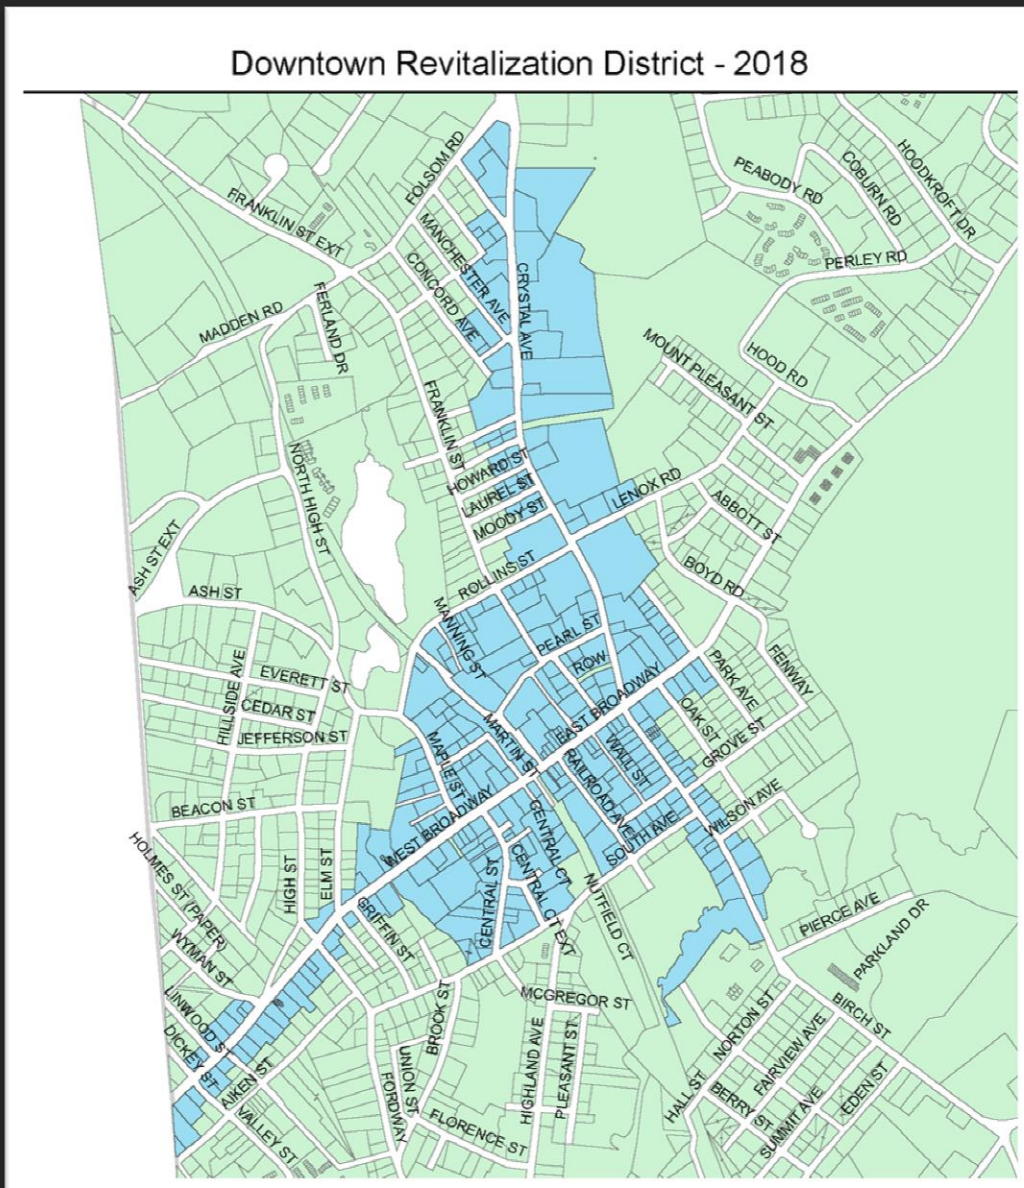 Downtown Revitalization District - 2018
FOLSOM RD
HOODKROFT DR
COBURN RD
PEABODY RD
FRANKLIN ST EXT
MANCHESTER AVE
CONCORD AVE
CRYSTAL AVE
PERLEY RD
FERLAND DR
MADDEN RD
MOUNT PLEASANT ST
HOOD RD
FRANKLIN ST
NORTH HIGH ST
HOWARD ST
LAUREL ST
MOODY ST
LENOX RD
ABBOTT ST
ASH ST EXT
ASH ST
ROLLINS ST
BOYD RD
MANNING ST
PEARL ST
ROW
FENWAY
PARK AVE
HILLSIDE AVE
EVERETT ST
CEDAR ST
JEFFERSON ST
EAST BROADWAY
OAK ST
GROVE ST
MARTIN ST
MAPLE ST
WALL ST
RAILROAD AVE
BEACON ST
WEST BROADWAY
CENTRAL CT
SOUTH AVE
WILSON AVE
HOLMES ST (PAPER)
HIGH ST
ELM ST
CENTRAL ST
CENTRAL CT EXT
NUTFIELD CT
GRIFFIN ST
PIERCE AVE
PARKLAND DR
WYMAN ST
LINWOOD ST
DICKEY ST
AIKEN ST
VALLEY ST
BROOK ST
MCGREGOR ST
UNION ST
FORDWAY
FLORENCE ST
HIGHLAND AVE
PLEASANT ST
BIRCH ST
NORTON ST
FAIRVIEW AVE
HALL ST
BERRY ST
SUMMIT AVE
EDEN ST